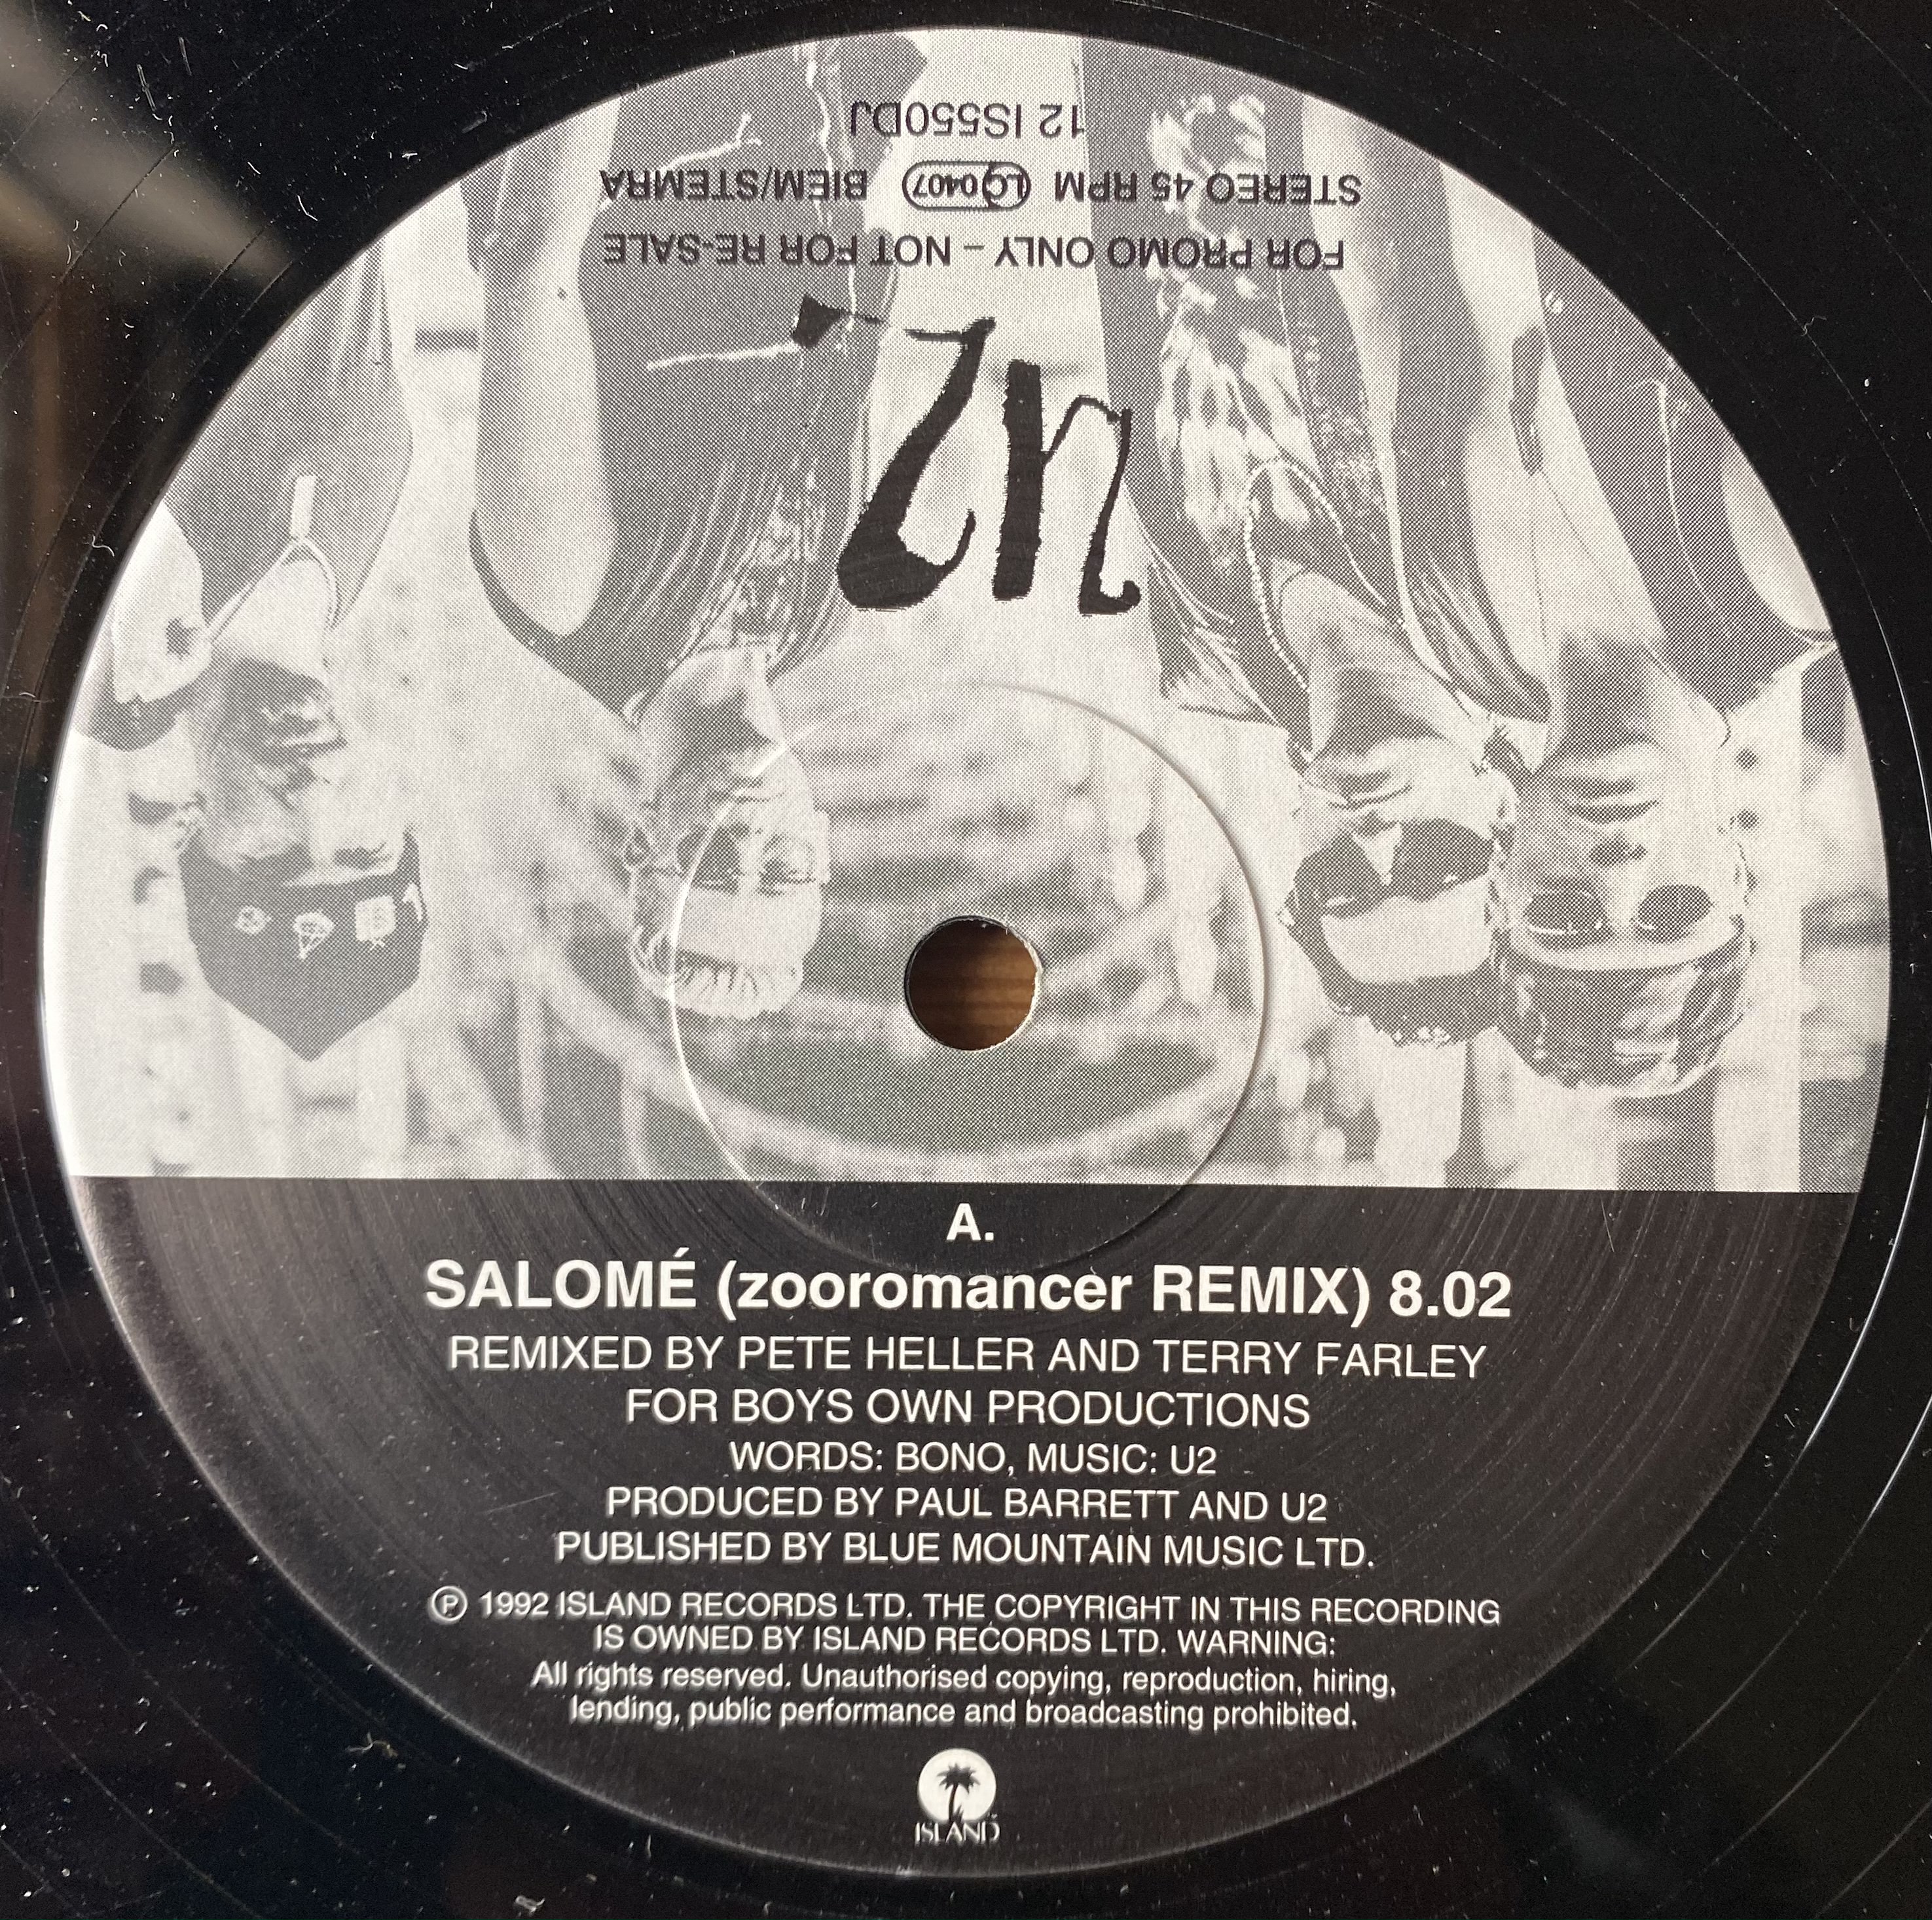 12 IS550DJ
STEREO 45 RPM LC 0407 BIEM/STEMRA
FOR PROMO ONLY – NOT FOR RE-SALE
u2
A.
SALOMÉ (zooromancer REMIX) 8.02
REMIXED BY PETE HELLER AND TERRY FARLEY
FOR BOYS OWN PRODUCTIONS
WORDS: BONO, MUSIC: U2
PRODUCED BY PAUL BARRETT AND U2
PUBLISHED BY BLUE MOUNTAIN MUSIC LTD.
Ⓟ 1992 ISLAND RECORDS LTD. THE COPYRIGHT IN THIS RECORDING
IS OWNED BY ISLAND RECORDS LTD. WARNING:
All rights reserved. Unauthorised copying, reproduction, hiring,
lending, public performance and broadcasting prohibited.
ISLAND